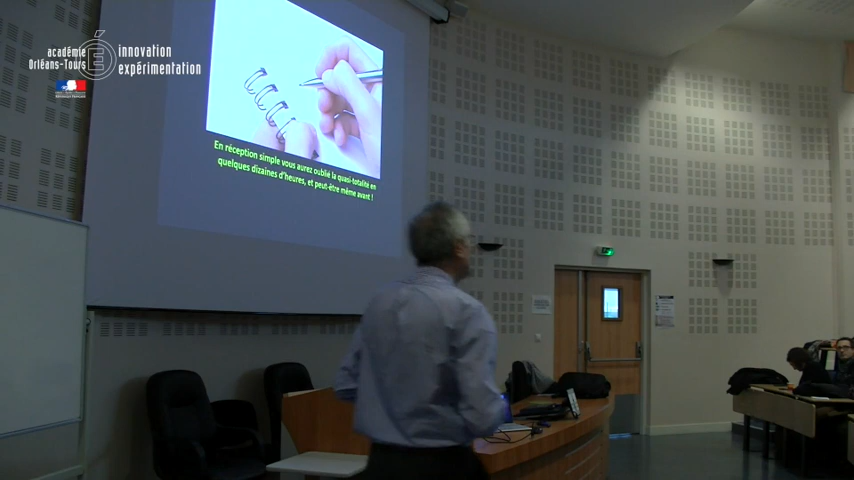 académie
Orléans-Tours
É
innovation
expérimentation
En réception simple vous aurez oublié la quasi-totalité en
quelques dizaines d'heures, et peut-être même avant !